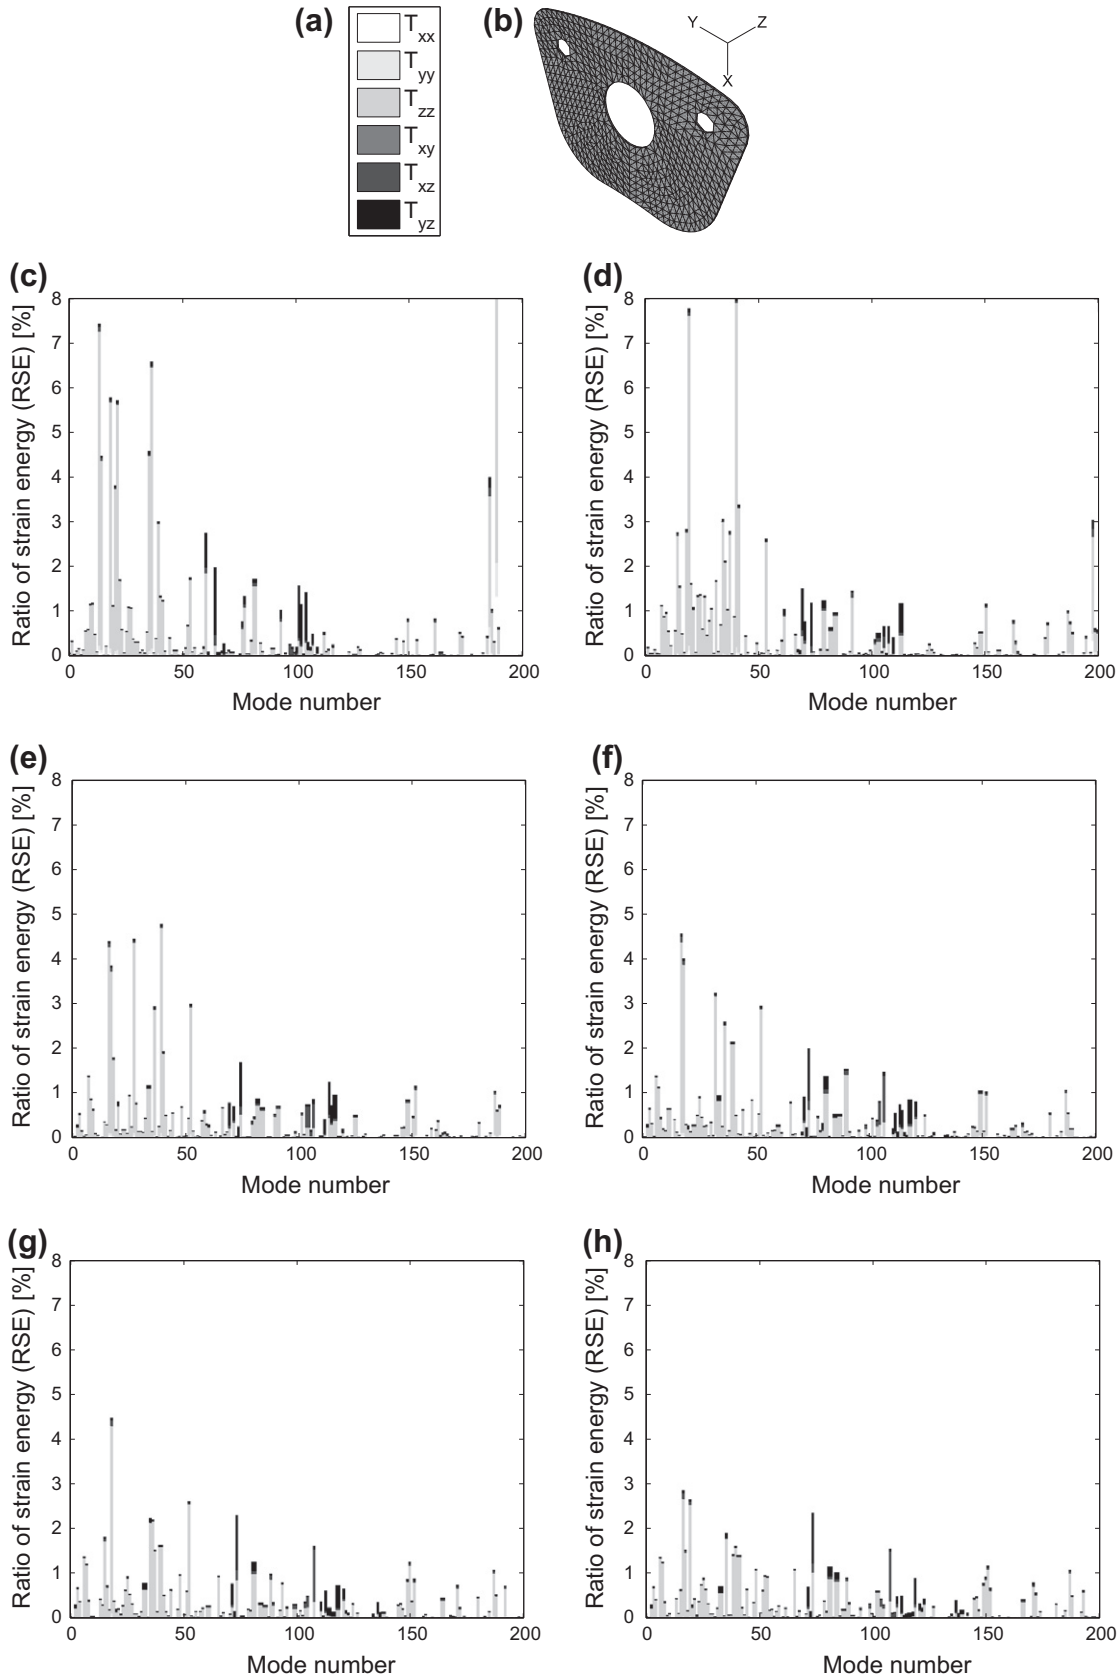 (a)
T xx
T yy
T zz
T xy
T xz
T yz
(b)
Y
Z
X
(c)
Ratio of strain energy (RSE) [%]
8
7
6
5
4
3
2
1
0
0 50 100 150 200
Mode number
(d)
Ratio of strain energy (RSE) [%]
8
7
6
5
4
3
2
1
0
0 50 100 150 200
Mode number
(e)
Ratio of strain energy (RSE) [%]
8
7
6
5
4
3
2
1
0
0 50 100 150 200
Mode number
(f)
Ratio of strain energy (RSE) [%]
8
7
6
5
4
3
2
1
0
0 50 100 150 200
Mode number
(g)
Ratio of strain energy (RSE) [%]
8
7
6
5
4
3
2
1
0
0 50 100 150 200
Mode number
(h)
Ratio of strain energy (RSE) [%]
8
7
6
5
4
3
2
1
0
0 50 100 150 200
Mode number